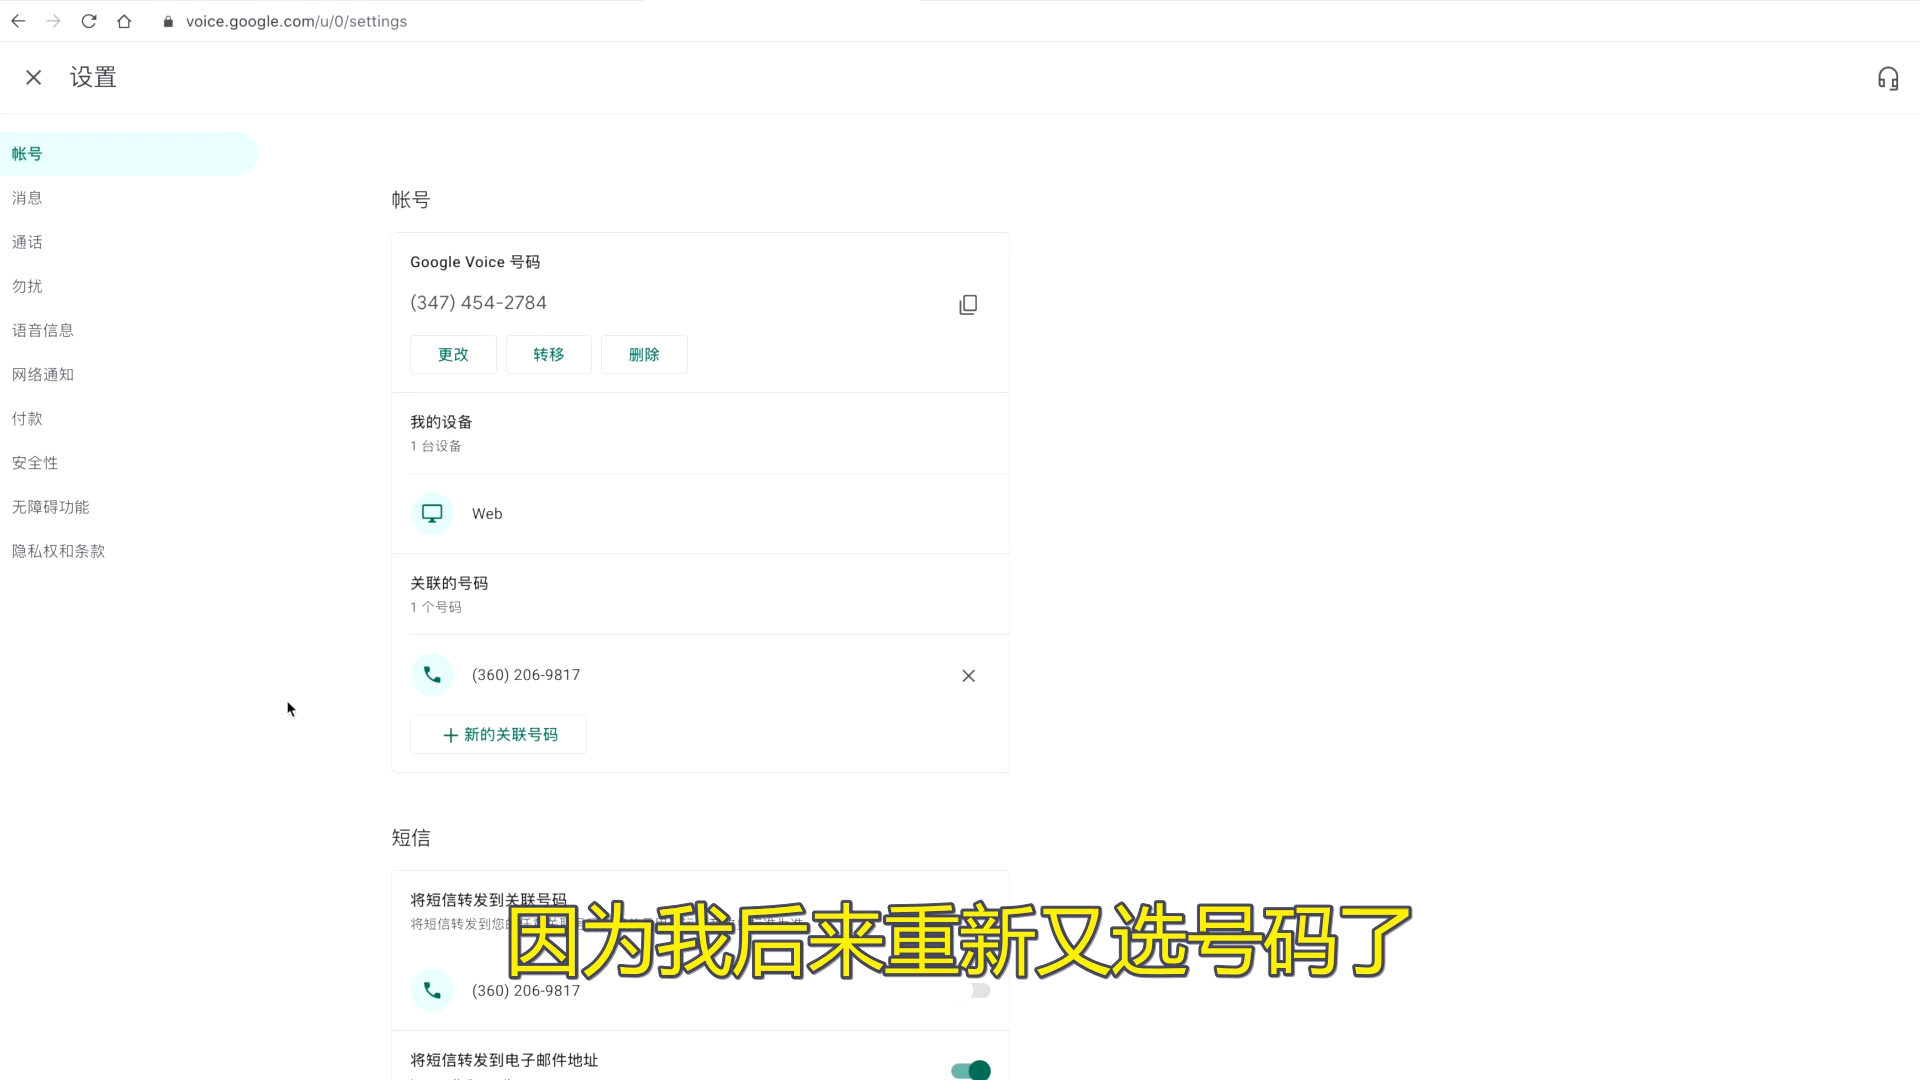 voice.google.com/u/0/settings
设置
帐号
消息
通话
勿扰
语音信息
网络通知
付款
安全性
无障碍功能
隐私权和条款
帐号
Google Voice 号码
(347) 454-2784
更改
转移
删除
我的设备
1 台设备
Web
关联的号码
1 个号码
(360) 206-9817
新的关联号码
短信
将短信转发到关联号码
将短信转发到您的
因为我后来重新又选号码了
(360) 206-9817
将短信转发到电子邮件地址